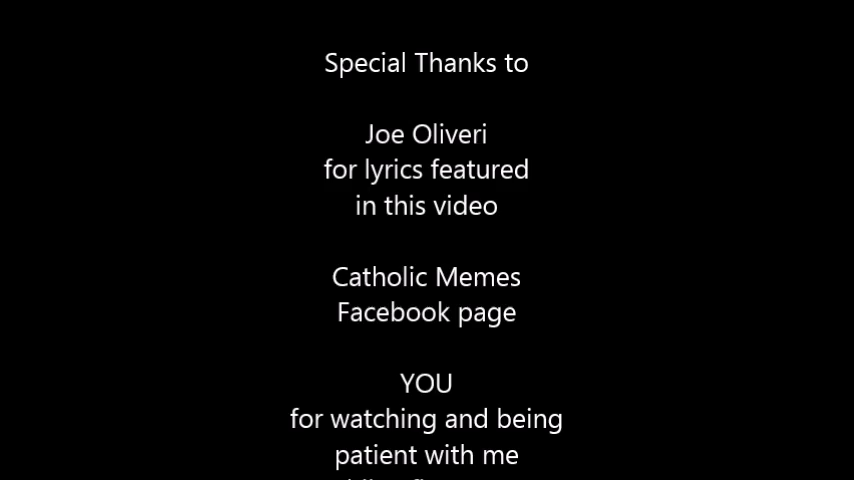 Special Thanks to
Joe Oliveri
for lyrics featured
in this video
Catholic Memes
Facebook page
YOU
for watching and being
patient with me